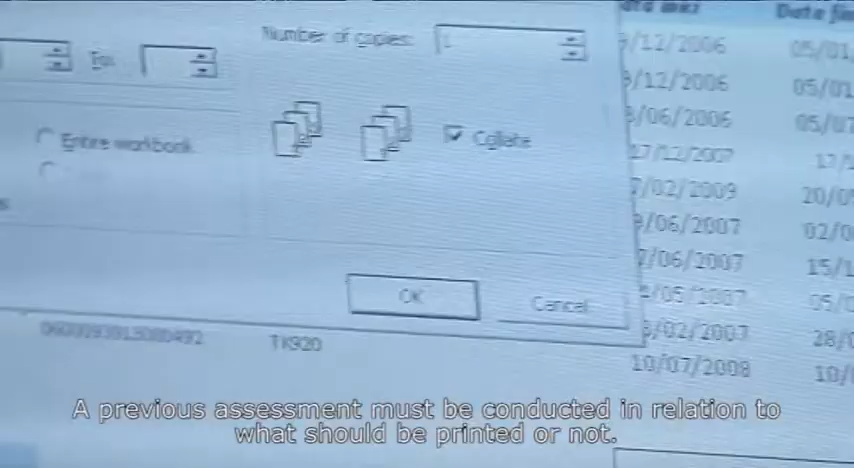 Date fim
Number of copies: 1
To:
Entire workbook
Collate
OK
Cancel
TK920
/12/2006
05/01
/12/2006
05/01
/06/2006
05/07
17/12/2007
17/
/02/2009
20/0
/06/2007
02/0
/06/2007
15/1
/05/2007
05/0
/02/2007
28/0
10/07/2008
10/
A previous assessment must be conducted in relation to
what should be printed or not.